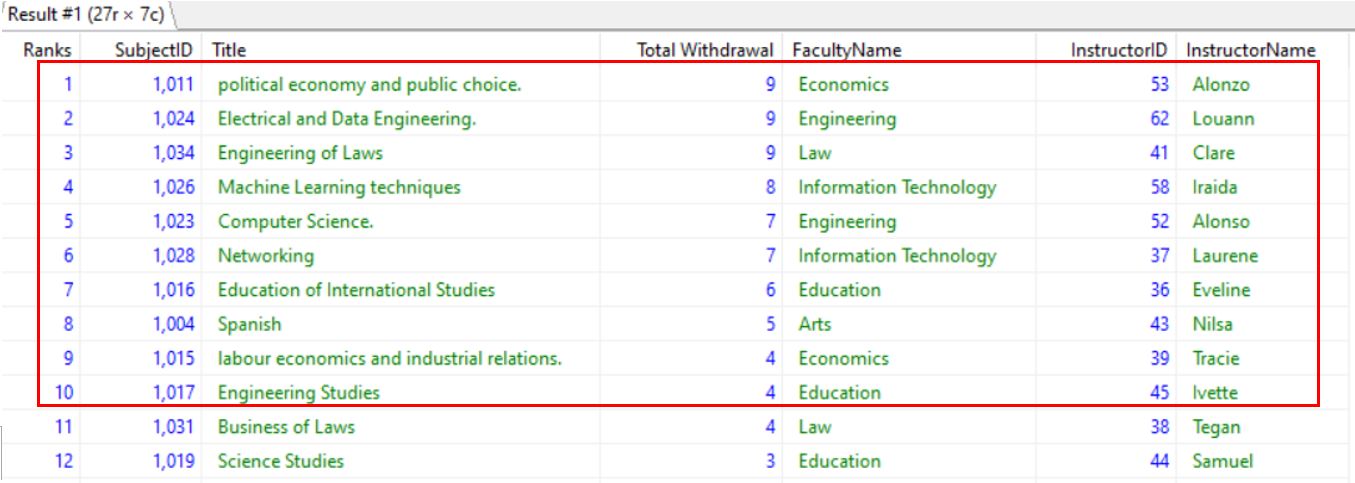 Result #1 (27r × 7c)
Ranks SubjectID Title Total Withdrawal FacultyName InstructorID InstructorName
1 1,011 political economy and public choice. 9 Economics 53 Alonzo
2 1,024 Electrical and Data Engineering. 9 Engineering 62 Louann
3 1,034 Engineering of Laws 9 Law 41 Clare
4 1,026 Machine Learning techniques 8 Information Technology 58 Iraida
5 1,023 Computer Science. 7 Engineering 52 Alonso
6 1,028 Networking 7 Information Technology 37 Laurene
7 1,016 Education of International Studies 6 Education 36 Eveline
8 1,004 Spanish 5 Arts 43 Nilsa
9 1,015 labour economics and industrial relations. 4 Economics 39 Tracie
10 1,017 Engineering Studies 4 Education 45 Ivette
11 1,031 Business of Laws 4 Law 38 Tegan
12 1,019 Science Studies 3 Education 44 Samuel